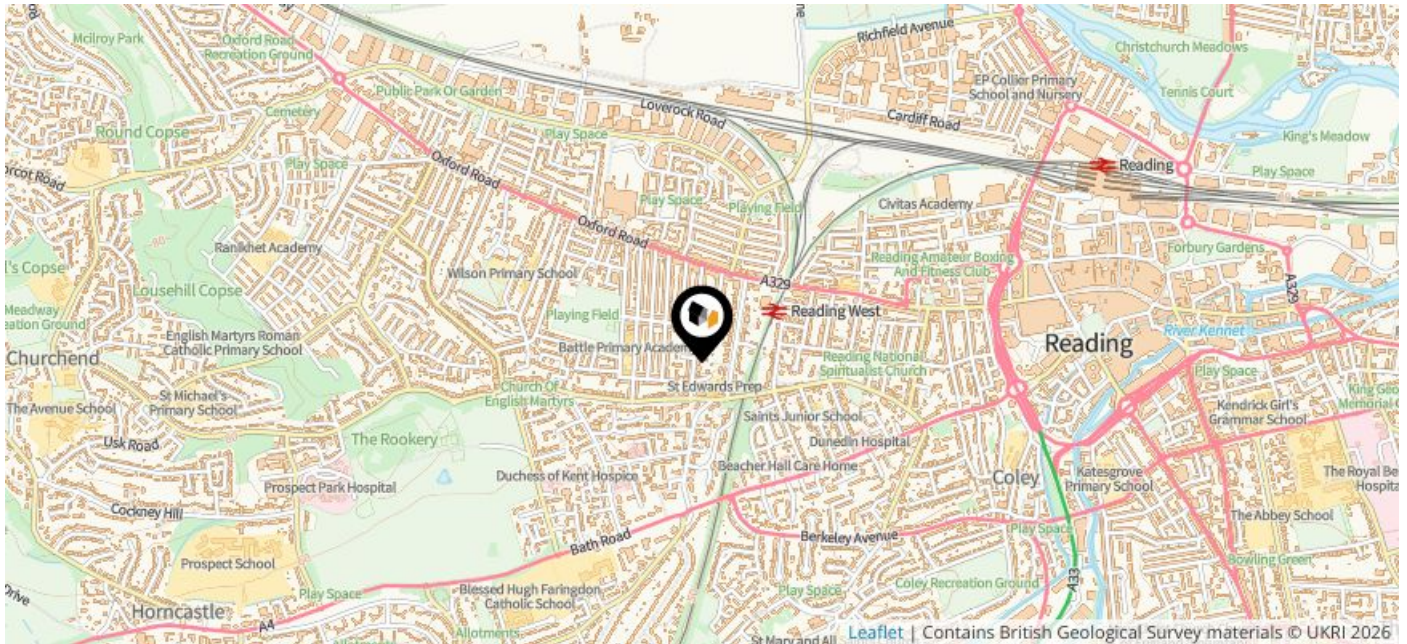 Mcilroy Park
Oxford Road
Recreation Ground
Richfield Avenue
Christchurch Meadows
EP Collier Primary
School and Nursery
Tennis Court
Public Park Or Garden
Cemetery
Loverock Road
Cardiff Road
King's Meadow
Round Copse
Play Space
Play Space
Oxford Road
Reading
Play Space
Play Space
Playing Field
Civitas Academy
Ranikhet Academy
Oxford Road
Forbury Gardens
Wilson Primary School
Reading Amateur Boxing
And Fitness Club
A329
A329
Lousehill Copse
Meadway
Playing Field
Reading West
River Kennet
English Martyrs Roman
Catholic Primary School
Battle Primary Academy
Reading
Churchend
Reading National
Spiritualist Church
Play Space
St Edwards Prep
Church Of
English Martyrs
St Michael's
Primary School
The Avenue School
Saints Junior School
Kendrick Girl's
Grammar School
Usk Road
The Rookery
Dunedin Hospital
Beacher Hall Care Home
Duchess of Kent Hospice
Coley
Katesgrove
Primary School
The Royal
Prospect Park Hospital
Cockney Hill
The Abbey School
Play Space
Berkeley Avenue
Bath Road
Prospect School
Bowling Green
Play Space
Blessed Hugh Faringdon
Catholic School
Play Space
Coley Recreation Ground
A33
Drive
Horncastle
A4
Allotments
St Mary and All
Leaflet | Contains British Geological Survey materials © UKRI 2026